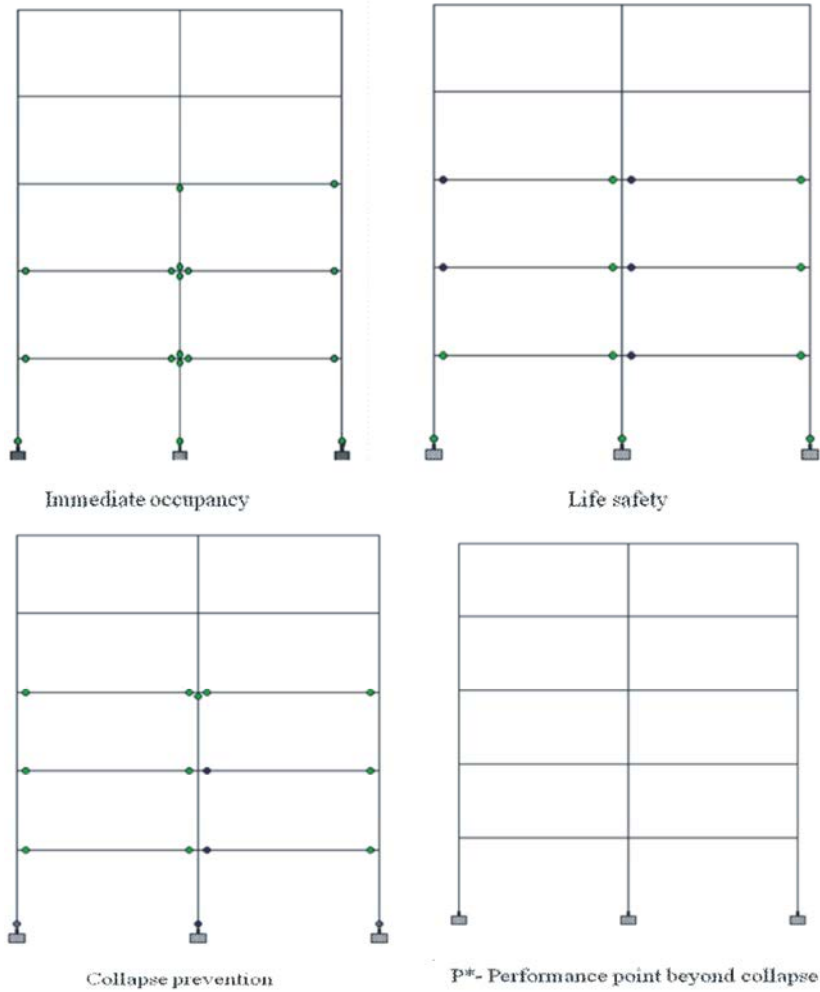 Immediate occupancy
Life safety
Collapse prevention
P*- Performance point beyond collapse